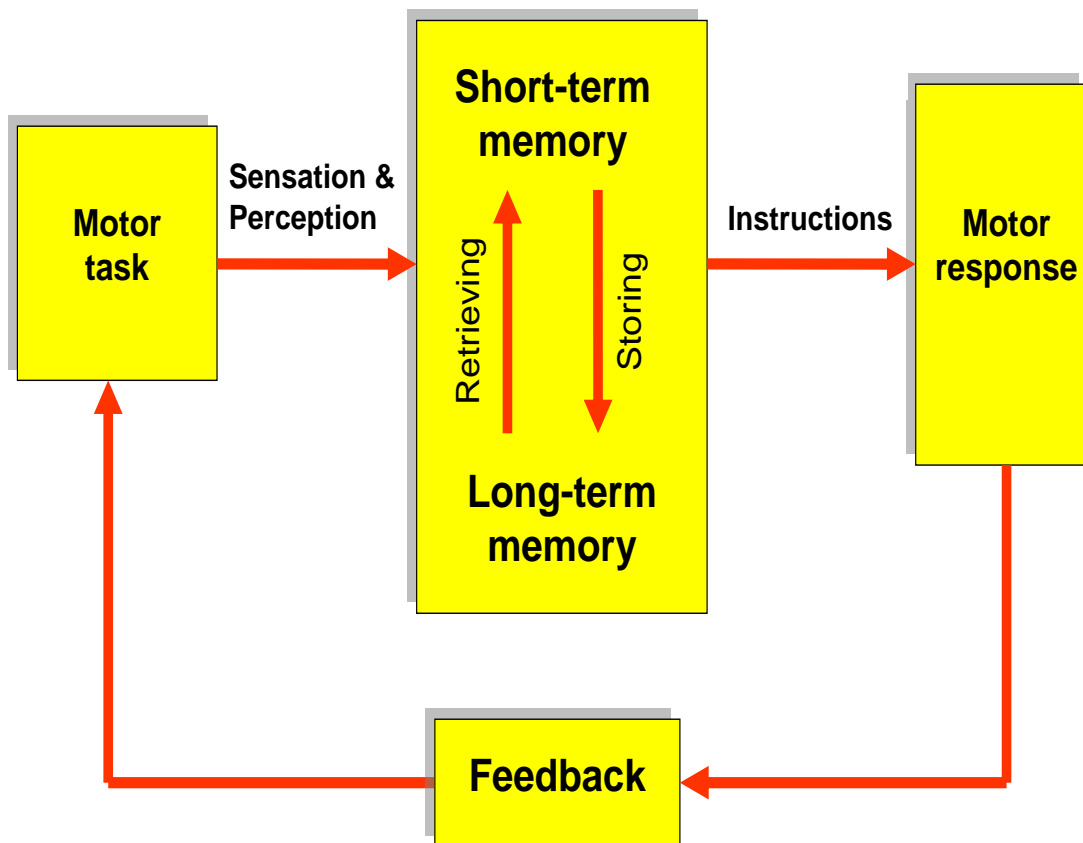 Motor
task
Sensation &
Perception
Short-term
memory
Retrieving
Storing
Long-term
memory
Instructions
Motor
response
Feedback